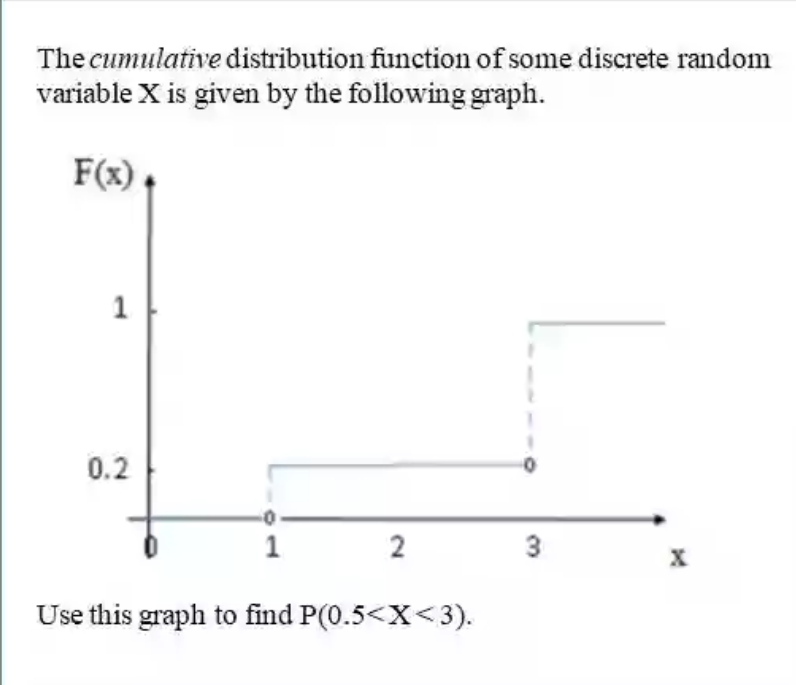 The cumulative distribution function of some discrete random
variable X is given by the following graph.
F(x)
1
0.2
0 1 2 3
x
Use this graph to find P(0.5<X<3).